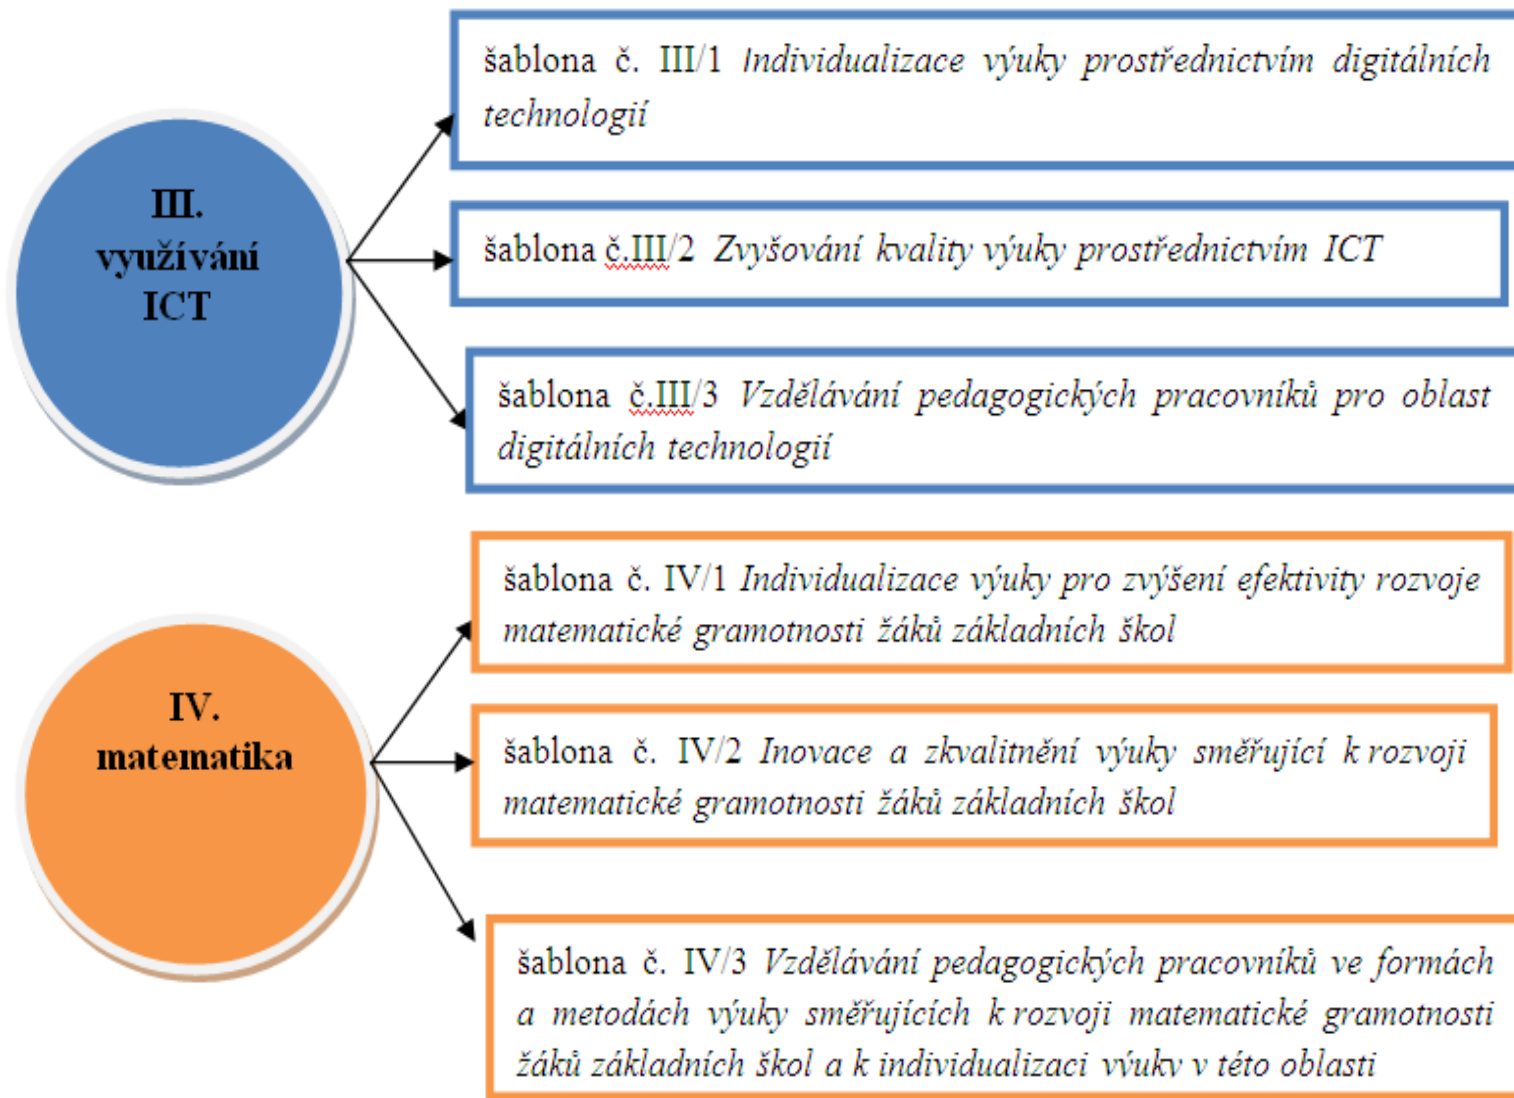 III.
využívání
ICT
šablona č. III/1 Individualizace výuky prostřednictvím digitálních
technologií
šablona č.III/2 Zvyšování kvality výuky prostřednictvím ICT
šablona č.III/3 Vzdělávání pedagogických pracovníků pro oblast
digitálních technologií
IV.
matematika
šablona č. IV/1 Individualizace výuky pro zvýšení efektivity rozvoje
matematické gramotnosti žáků základních škol
šablona č. IV/2 Inovace a zkvalitnění výuky směřující k rozvoji
matematické gramotnosti žáků základních škol
šablona č. IV/3 Vzdělávání pedagogických pracovníků ve formách
a metodách výuky směřujících k rozvoji matematické gramotnosti
žáků základních škol a k individualizaci výuky v této oblasti